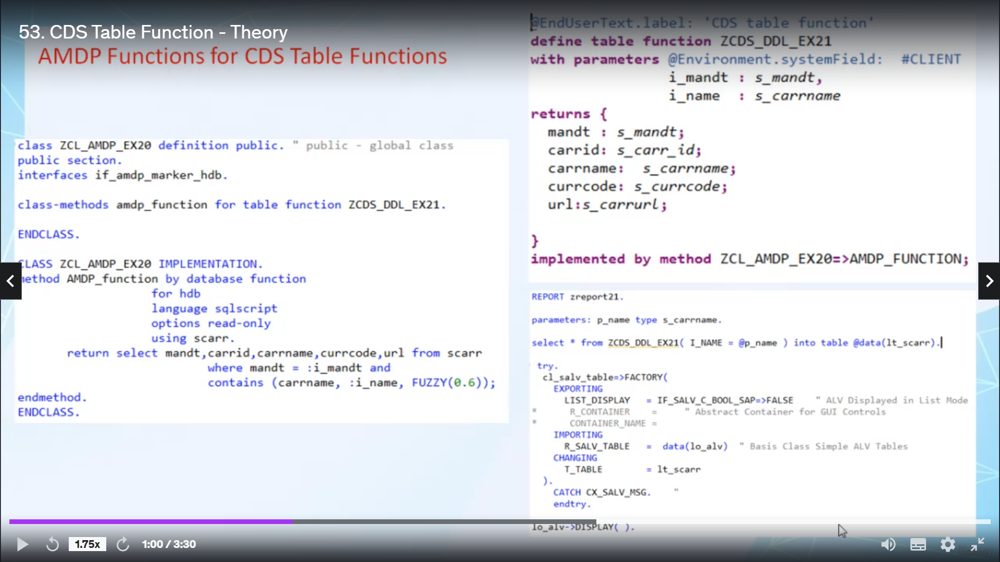 53. CDS Table Function - Theory
AMDP Functions for CDS Table Functions
class ZCL_AMDP_EX20 definition public. " public - global class
public section.
interfaces if_amdp_marker_hdb.
class-methods amdp_function for table function ZCDS_DDL_EX21.
ENDCLASS.
CLASS ZCL_AMDP_EX20 IMPLEMENTATION.
method AMDP_function by database function
for hdb
language sqlscript
options read-only
using scarr.
return select mandt,carrid,carrname,currcode,url from scarr
where mandt = :i_mandt and
contains (carrname, :i_name, FUZZY(0.6));
endmethod.
ENDCLASS.
@EndUserText.label: 'CDS table function'
define table function ZCDS_DDL_EX21
with parameters @Environment.systemField: #CLIENT
i_mandt : s_mandt,
i_name : s_carrname
returns {
mandt : s_mandt;
carrid: s_carr_id;
carrname: s_carrname;
currcode: s_currcode;
url:s_carrurl;
}
implemented by method ZCL_AMDP_EX20=>AMDP_FUNCTION;
REPORT zreport21.
parameters: p_name type s_carrname.
select * from ZCDS_DDL_EX21( I_NAME = @p_name ) into table @data(lt_scarr).
try.
cl_salv_table=>FACTORY(
EXPORTING
LIST_DISPLAY = IF_SALV_C_BOOL_SAP=>FALSE " ALV Displayed in List Mode
* R_CONTAINER = " Abstract Container for GUI Controls
* CONTAINER_NAME =
IMPORTING
R_SALV_TABLE = data(lo_alv) " Basis Class Simple ALV Tables
CHANGING
T_TABLE = lt_scarr
).
CATCH CX_SALV_MSG. "
endtry.
lo_alv->DISPLAY( ).
1.75x 1:00 / 3:30